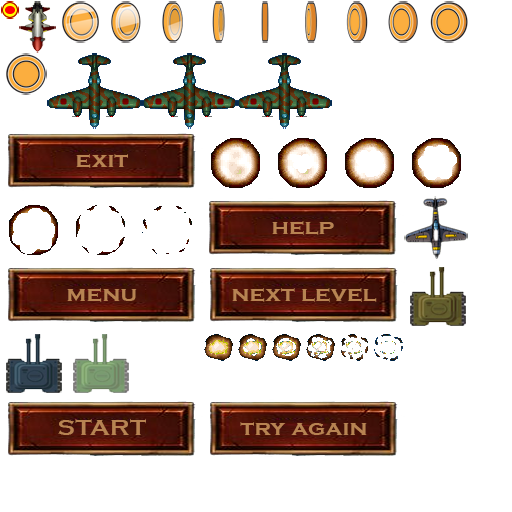 EXIT
HELP
MENU
NEXT LEVEL
START
TRY AGAIN